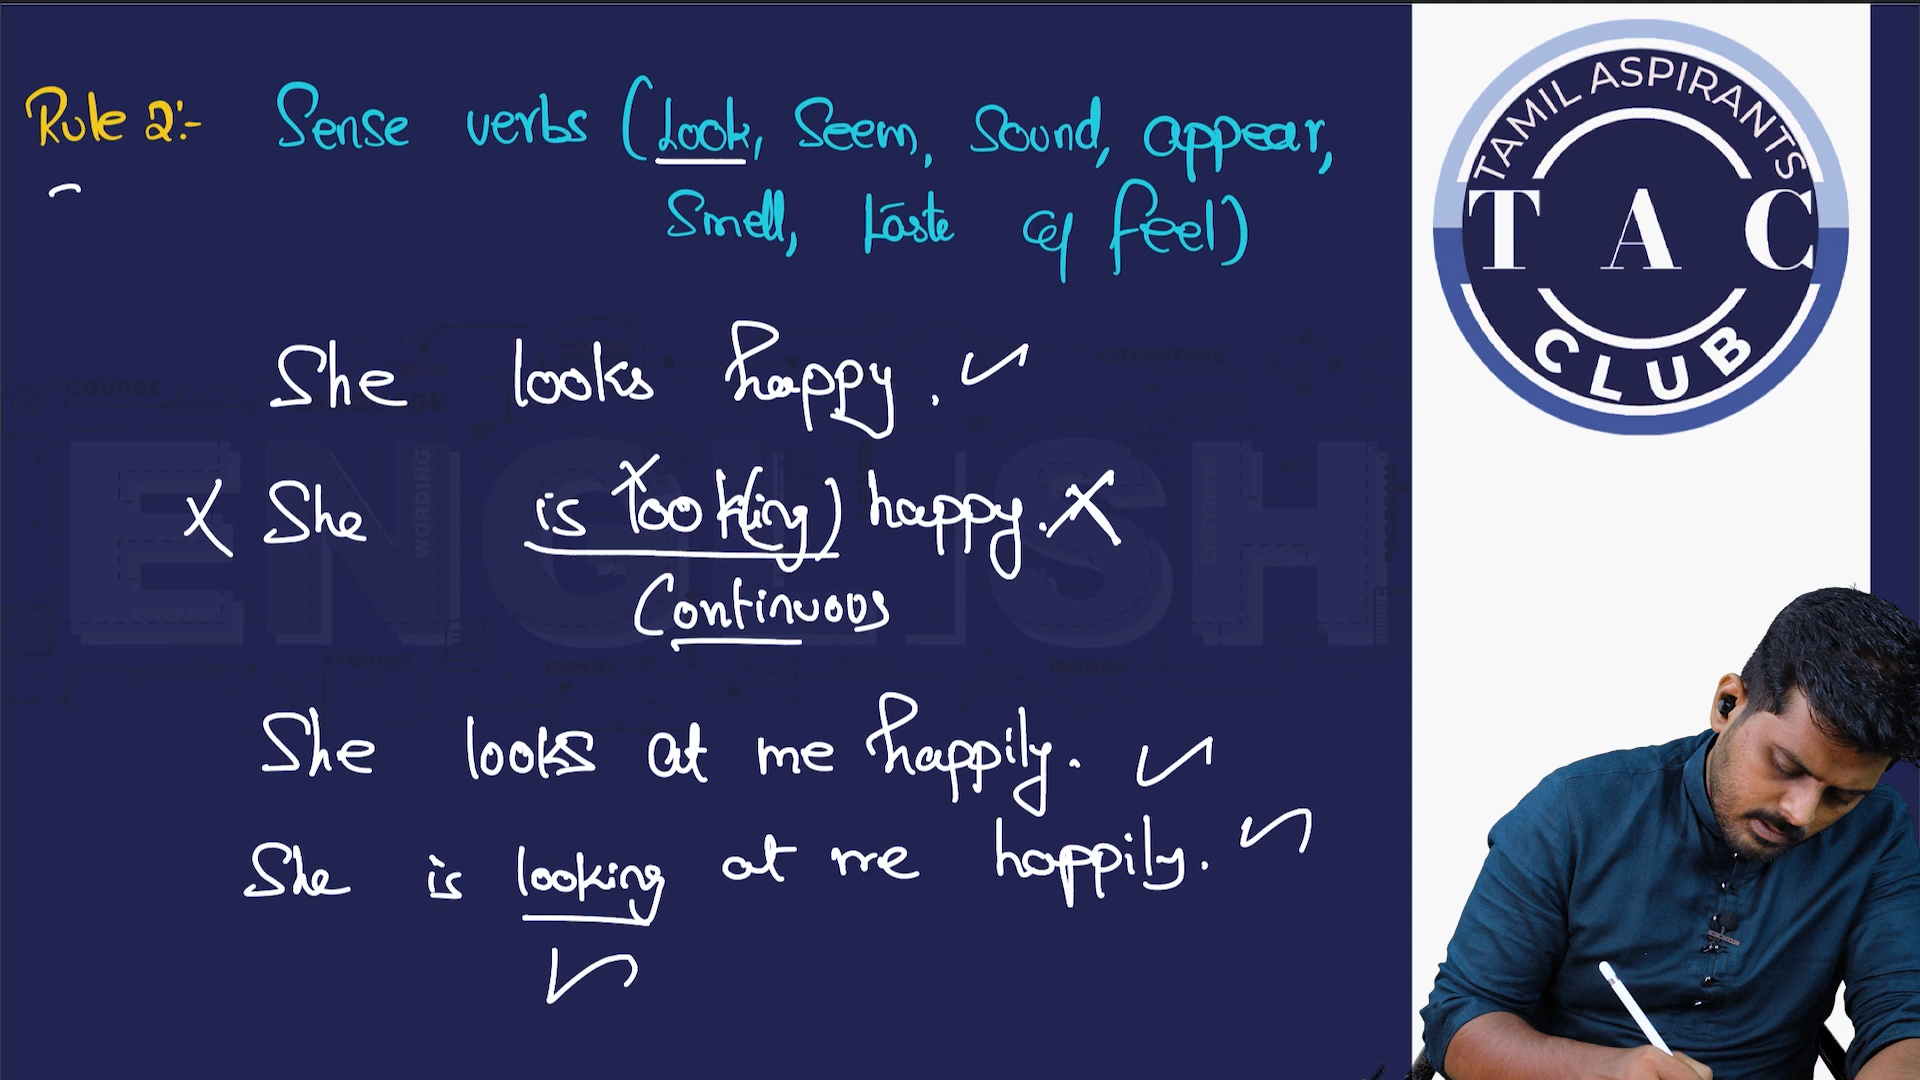 Rule 2:- Sense verbs (Look, Seem, Sound, appear,
Smell, taste & feel)
She looks happy.
X She is looking) happy. X
Continuous
She looks at me happily.
She is looking at me happily.
TAMIL ASPIRANTS
T A C
CLUB
ENGLISH